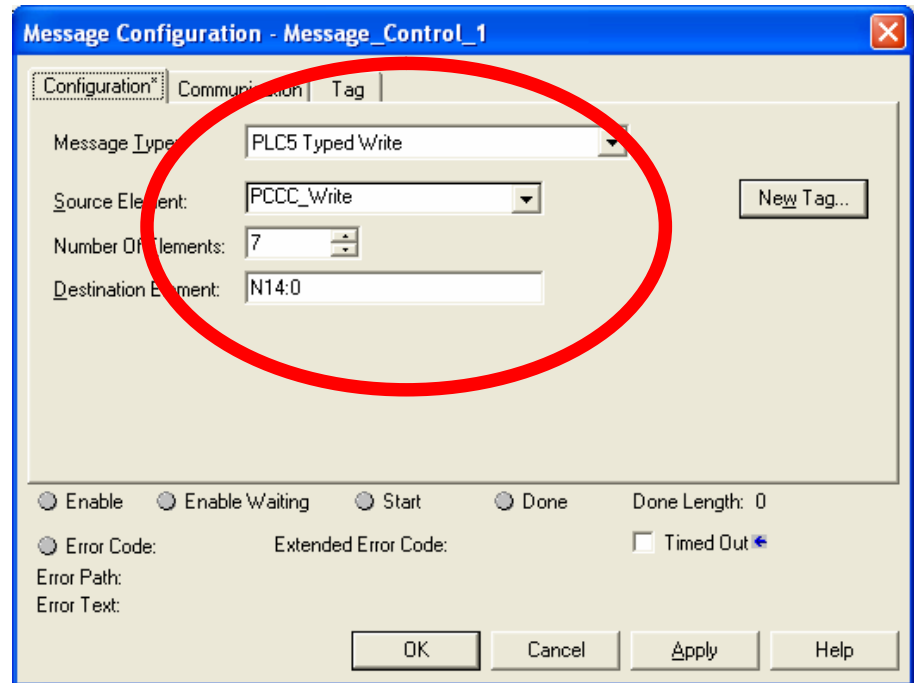 Message Configuration - Message_Control_1
Configuration* Communication Tag
Message Type: PLC5 Typed Write
Source Element: PCCC_Write New Tag...
Number Of Elements: 7
Destination Element: N14:0
Enable Enable Waiting Start Done Done Length: 0
Error Code: Extended Error Code: Timed Out
Error Path:
Error Text:
OK Cancel Apply Help